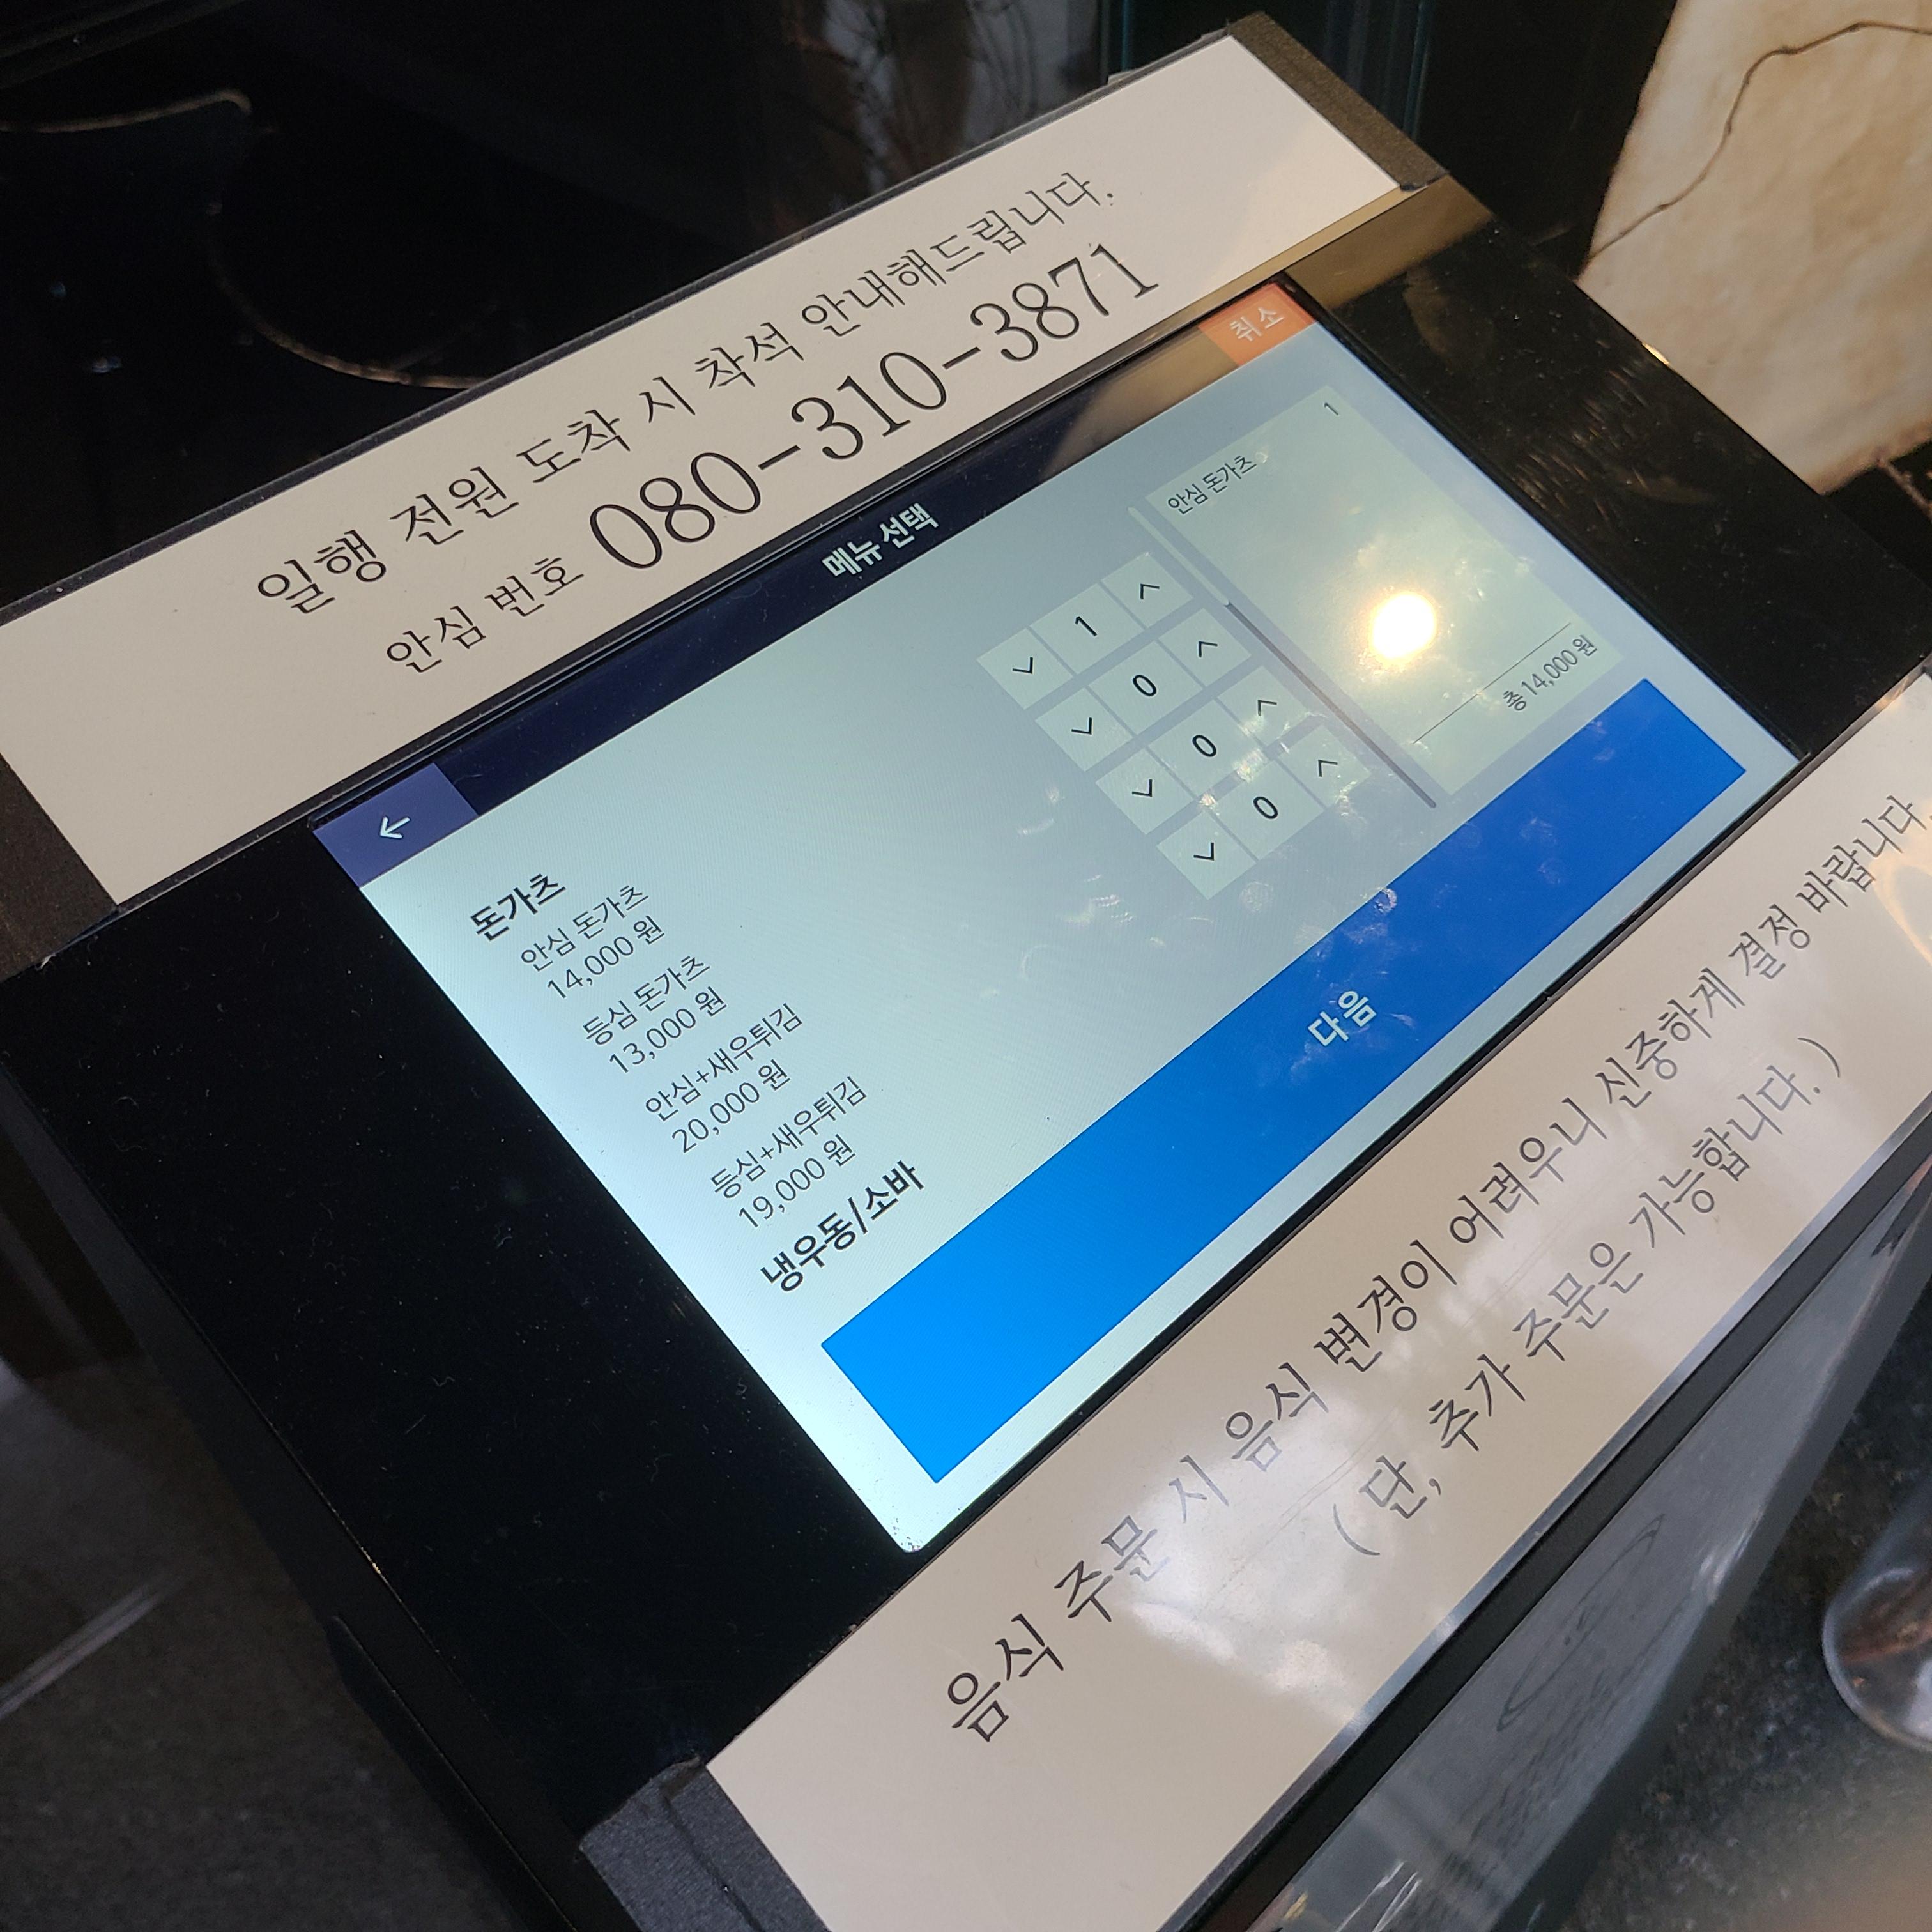 일행 전원 도착 시 착석 안내해드립니다.
안심 번호 080-310-3871
← 메뉴 선택 취소
돈가츠
안심 돈가츠
14,000 원
1
등심 돈가츠
13,000 원
0
안심+새우튀김
20,000 원
0
등심+새우튀김
19,000 원
0
냉우동/소바
안심 돈가츠 1
총 14,000 원
다음
음식 주문 시 음식 변경이 어려우니 신중하게 결정 바랍니다.
( 단, 추가 주문은 가능합니다. )